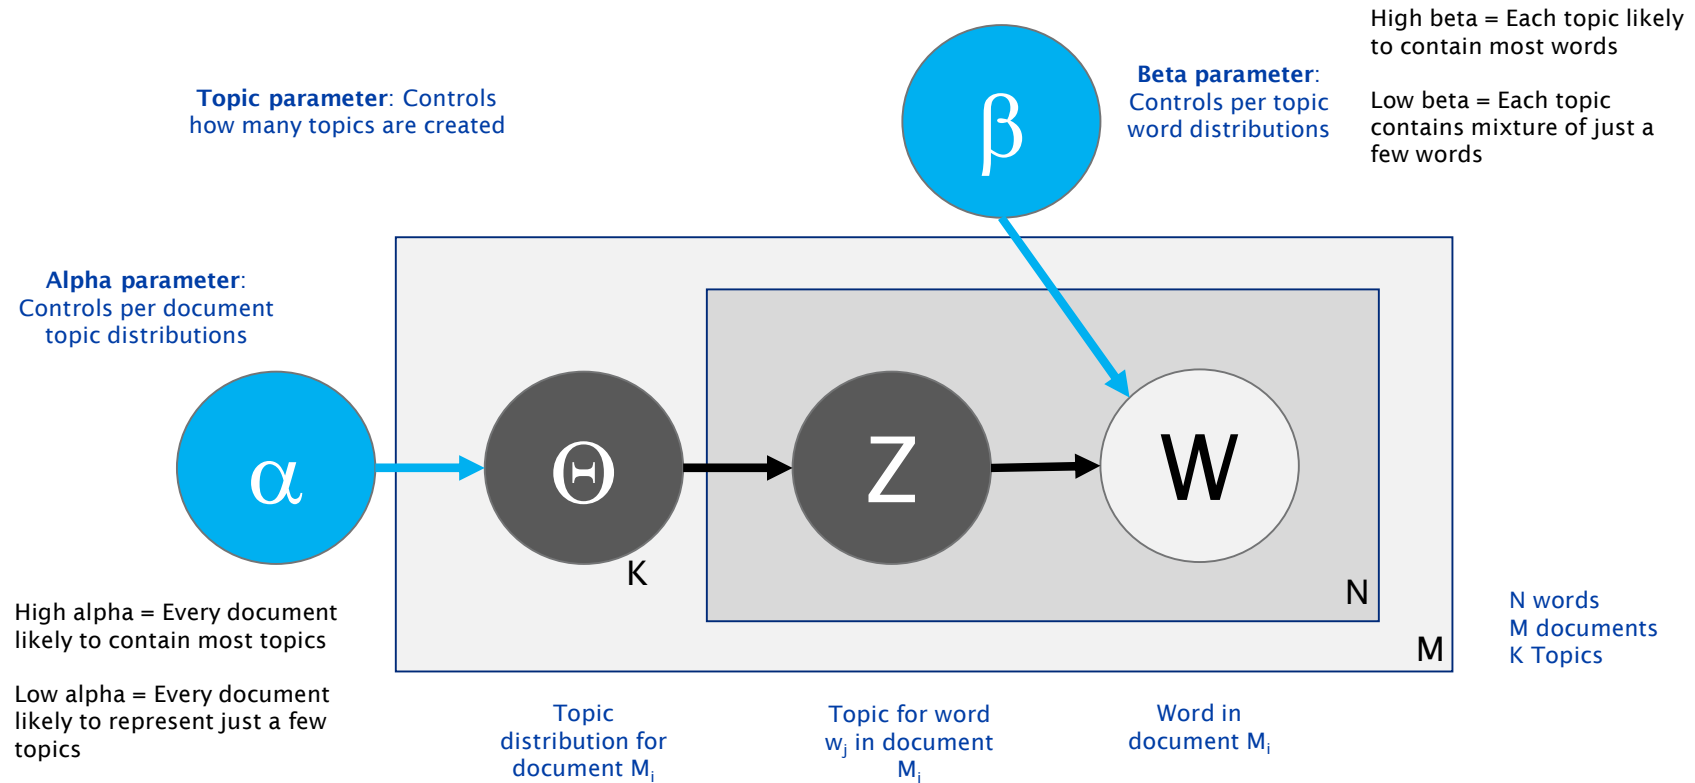 High beta = Each topic likely
to contain most words
Low beta = Each topic
contains mixture of just a
few words
Beta parameter:
Controls per topic
word distributions
β
Topic parameter: Controls
how many topics are created
Alpha parameter:
Controls per document
topic distributions
α
Θ
K
Z
W
N
M
High alpha = Every document
likely to contain most topics
Low alpha = Every document
likely to represent just a few
topics
N words
M documents
K Topics
Topic
distribution for
document Mᵢ
Topic for word
wⱼ in document
Mᵢ
Word in
document Mᵢ